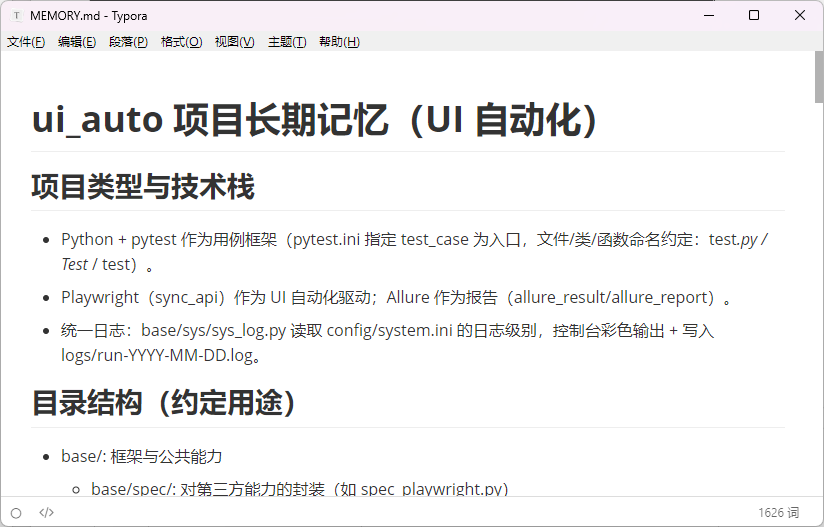 MEMORY.md - Typora
文件(F) 编辑(E) 段落(P) 格式(O) 视图(V) 主题(T) 帮助(H)
ui_auto 项目长期记忆（UI 自动化）
项目类型与技术栈
Python + pytest 作为用例框架（pytest.ini 指定 test_case 为入口，文件/类/函数命名约定：test.py /
Test / test）。
Playwright（sync_api）作为 UI 自动化驱动；Allure 作为报告（allure_result/allure_report）。
统一日志：base/sys/sys_log.py 读取 config/system.ini 的日志级别，控制台彩色输出 + 写入
logs/run-YYYY-MM-DD.log。
目录结构（约定用途）
base/: 框架与公共能力
base/spec/: 对第三方能力的封装（如 spec_playwright.py）
1626 词